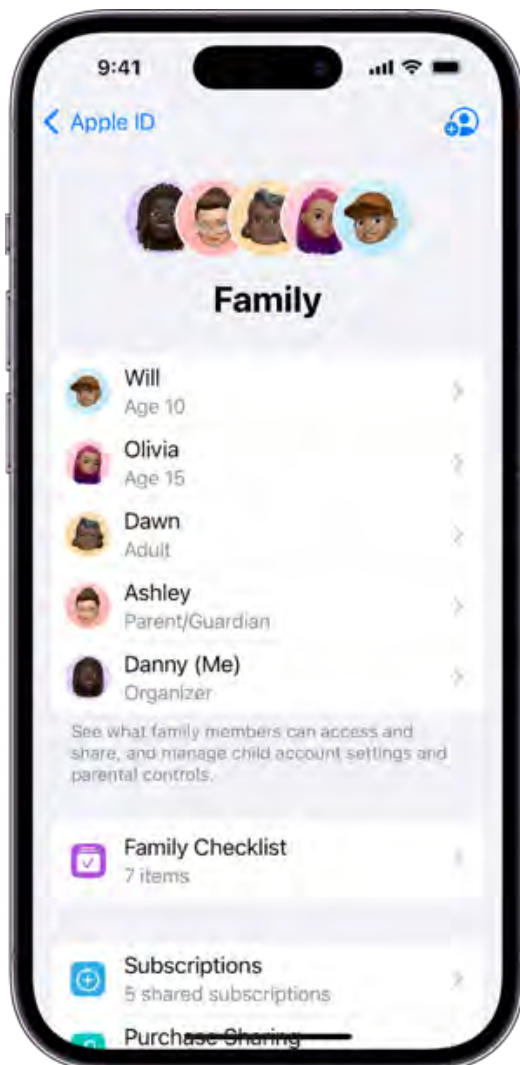 9:41
Apple ID
Family
Will
Age 10
Olivia
Age 15
Dawn
Adult
Ashley
Parent/Guardian
Danny (Me)
Organizer
See what family members can access and
share, and manage child account settings and
parental controls.
Family Checklist
7 items
Subscriptions
5 shared subscriptions
Purchase Sharing